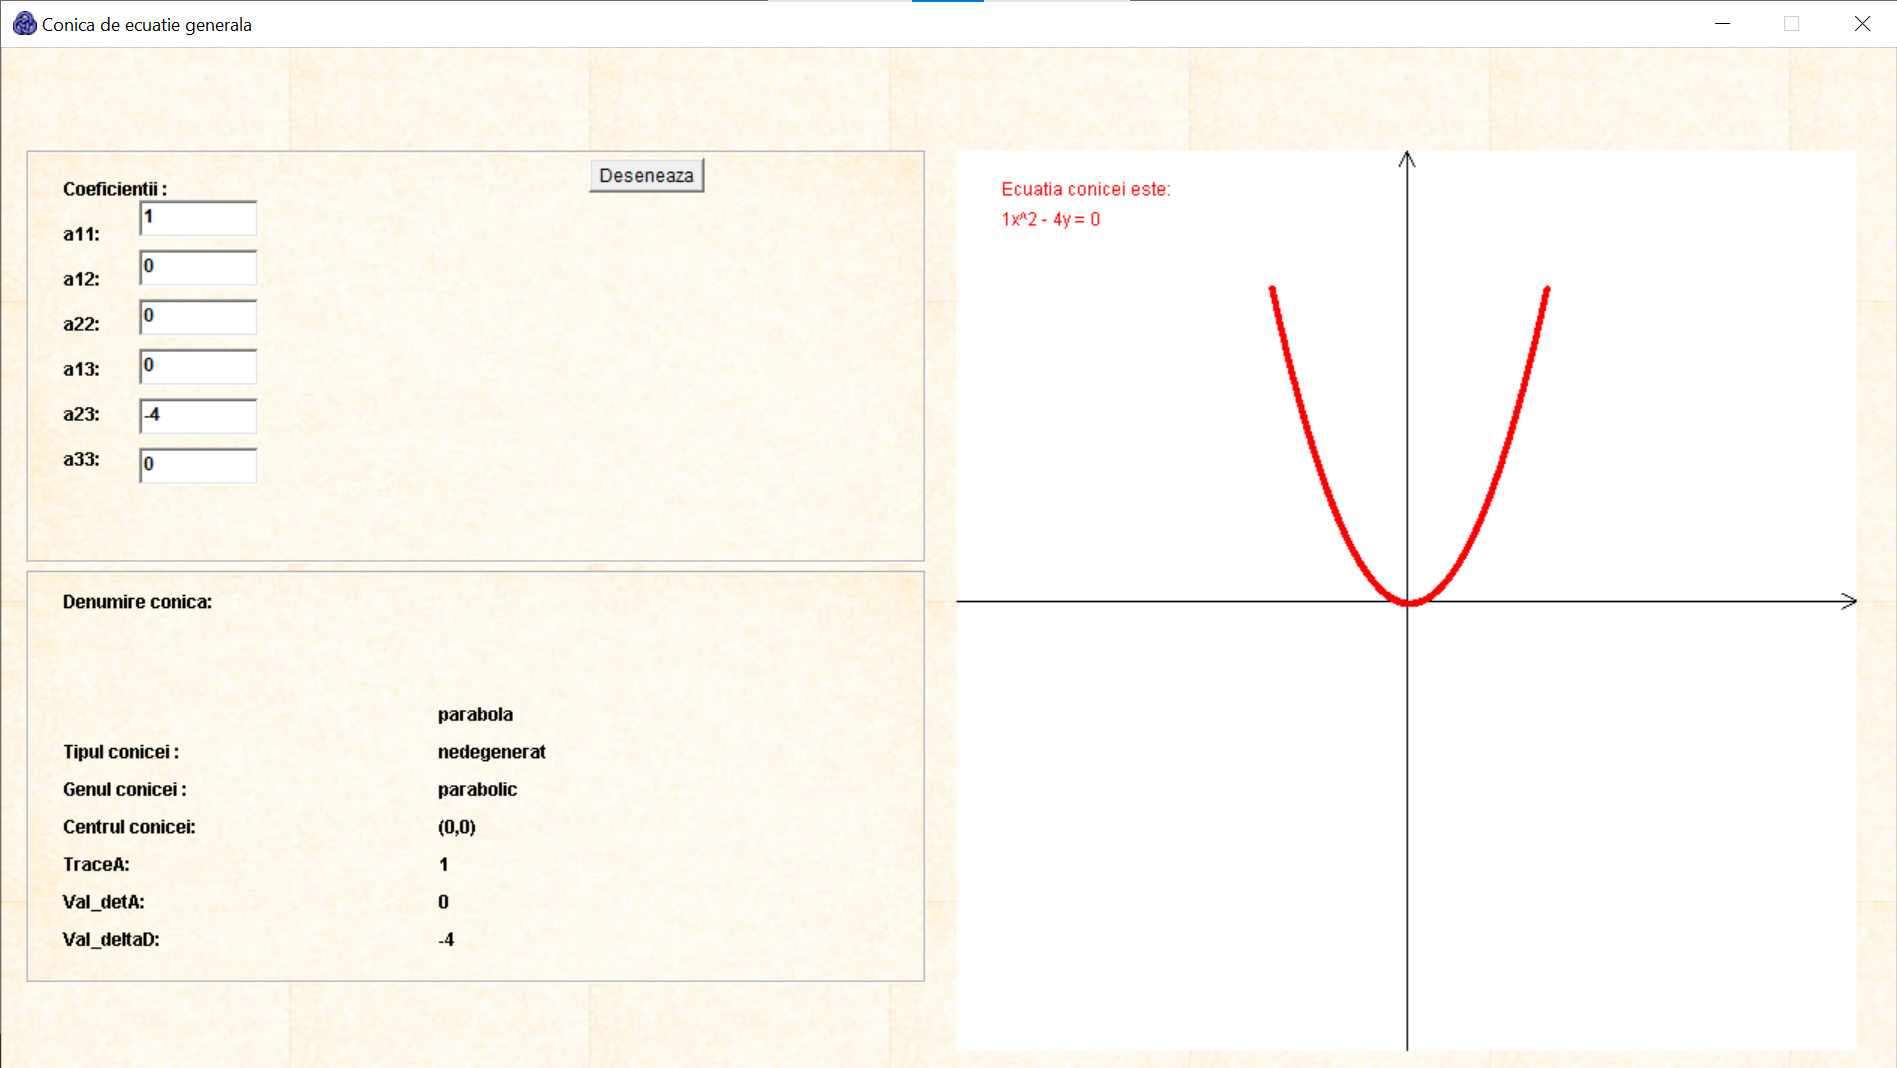 Conica de ecuatie generala
Coeficientii :
Deseneaza
a11: 1
a12: 0
a22: 0
a13: 0
a23: -4
a33: 0
Denumire conica:
parabola
Tipul conicei : nedegenerat
Genul conicei : parabolic
Centrul conicei: (0,0)
TraceA: 1
Val_detA: 0
Val_deltaD: -4
Ecuatia conicei este:
1x^2 - 4y = 0